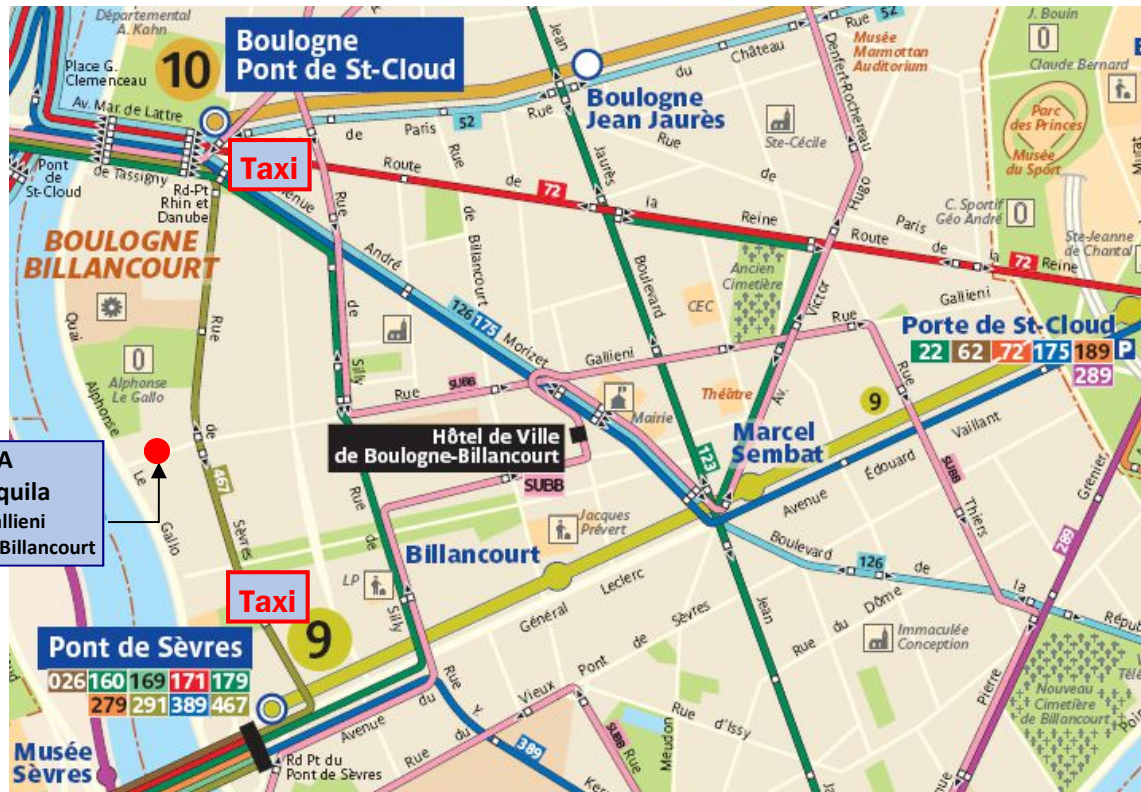 Départemental
A. Kahn
Place G.
Clemenceau
10
Boulogne
Pont de St-Cloud
Av. Mar. de Lattre
de Tassigny
Pont
de
St-Cloud
Rd-Pt
Rhin et
Danube
Taxi
BOULOGNE
BILLANCOURT
Jean
Jaurès
Boulevard
Rue
du
Château
52
Rue
Boulogne
Jean Jaurès
Rue
de
Paris
52
Rue
de
Billancourt
Denfert-Rochereau
Musée
Marmottan
Auditorium
J. Bouin
Claude Bernard
Parc
des Princes
Musée
du Sport
Murat
Ste-Cécile
Rue
de
Paris
Hugo
Victor
Av.
C. Sportif
Géo André
Ste-Jeanne
de Chantal
Route
de
72
la
Reine
Route
de
la
72
Reine
Avenue
André
Morizet
126
175
Ancien
Cimetière
CEC
Gallieni
Rue
Gallieni
Rue
SUBB
Porte de St-Cloud
22
62
72
175
189
P
289
Quai
Alphonse
Le
Gallo
Alphonse
Le Gallo
Rue
de
Sèvres
467
Rue
de
Silly
Rue
de
Silly
Mairie
Théâtre
Hôtel de Ville
de Boulogne-Billancourt
SUBB
123
Marcel
Sembat
9
Rue
Thiers
SUBB
Vaillant
Édouard
Avenue
Grenier
289
Pierre
A
quila
allieni
Billancourt
Jacques
Prévert
Billancourt
LP
Leclerc
Général
Boulevard
126
de
la
Taxi
9
Pont de Sèvres
026
160
169
171
179
279
291
389
467
Musée
Sèvres
Rd Pt du
Pont de Sèvres
Avenue
du
Rue
du
Vieux
Pont
de
Sèvres
Rue
Y.
389
SUBB
Rue
Meudon
Rue
d'Issy
Jean
Rue
du
Dôme
Immaculée
Conception
Nouveau
Cimetière
de Billancourt